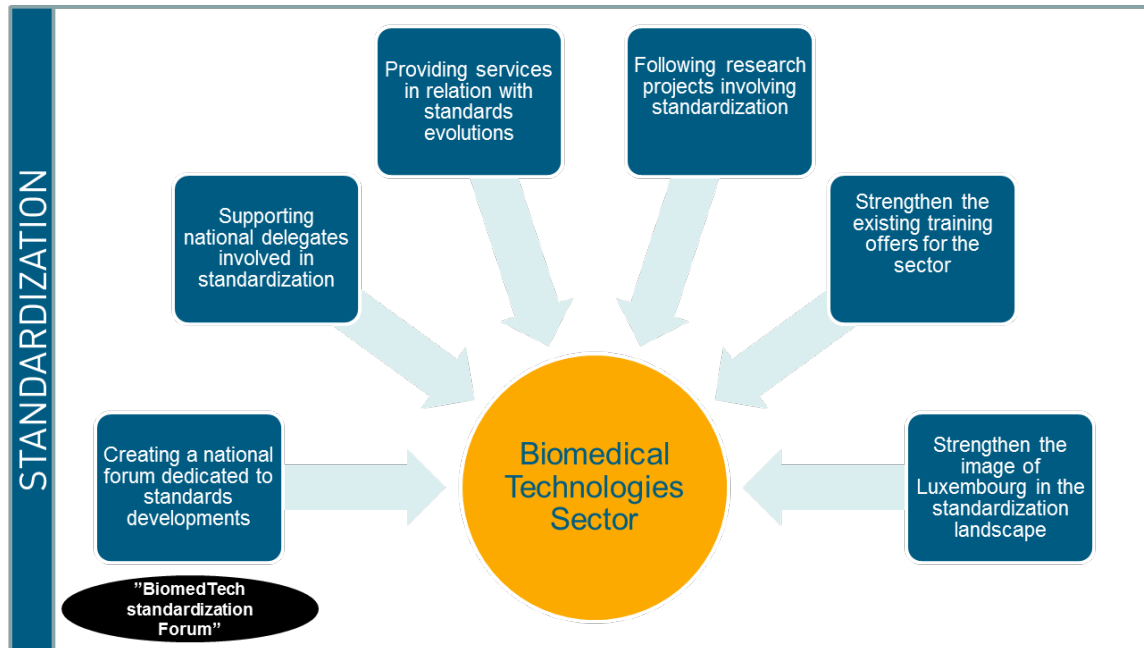 STANDARDIZATION
Providing services
in relation with
standards
evolutions
Following research
projects involving
standardization
Supporting
national delegates
involved in
standardization
Strengthen the
existing training
offers for the
sector
Creating a national
forum dedicated to
standards
developments
Biomedical
Technologies
Sector
Strengthen the
image of
Luxembourg in the
standardization
landscape
”BiomedTech
standardization
Forum”